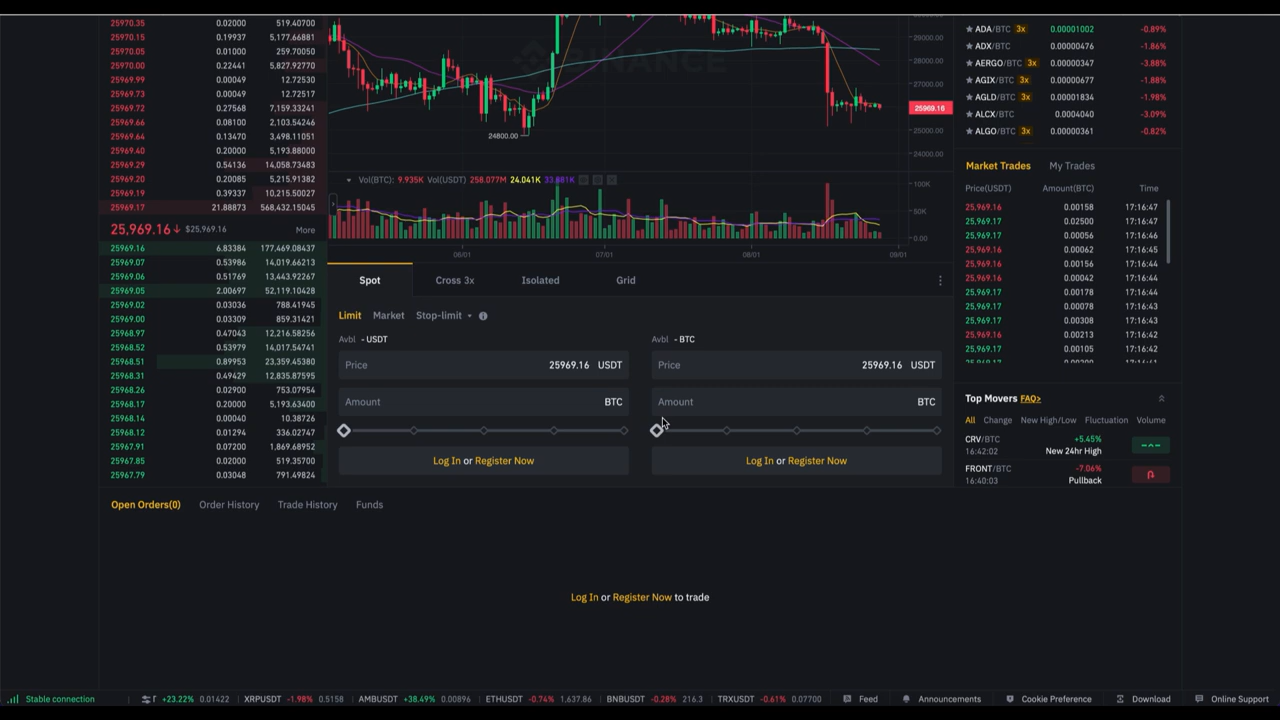 25970.35 0.02000 519.40700
25970.15 0.19937 5,177.66881
25970.05 0.01000 259.70050
25970.00 0.22441 5,827.92770
25969.99 0.00049 12.72530
25969.73 0.00049 12.72517
25969.72 0.27568 7,159.33241
25969.66 0.08100 2,103.54246
25969.64 0.13470 3,498.11051
25969.40 0.20000 5,193.88000
25969.29 0.54136 14,058.73483
25969.20 0.20085 5,215.91382
25969.19 0.39337 10,215.50027
25969.17 21.88873 568,432.15045
25,969.16↓ $25,969.16 More
25969.16 6.83384 177,469.08437
25969.07 0.53986 14,019.66213
25969.06 0.51769 13,443.92267
25969.05 2.00697 52,119.10428
25969.02 0.03036 788.41945
25969.00 0.03309 859.31421
25968.97 0.47043 12,216.58256
25968.52 0.53979 14,017.54741
25968.51 0.89953 23,359.45380
25968.31 0.49429 12,835.87595
25968.26 0.02900 753.07954
25968.17 0.20000 5,193.63400
25968.14 0.00040 10.38726
25968.12 0.01294 336.02747
25967.91 0.07200 1,869.68952
25967.85 0.02000 519.35700
25967.79 0.03048 791.49824
BINANCE
29000.00
27000.00
25969.16
25000.00
24000.00
24800.00
Vol(BTC): 9.935K Vol(USDT) 258.077M 24.041K
100K
0.00
06/01 07/01 08/01 09/01
Spot Cross 3x Isolated Grid
Limit Market Stop-limit
Avbl - USDT
Price 25969.16 USDT
Amount BTC
Log In or Register Now
Avbl - BTC
Price 25969.16 USDT
Amount BTC
Log In or Register Now
ADA/BTC 3x 0.00001002 -0.89%
ADX/BTC 0.00000476 -1.86%
AERGO/BTC 3x 0.00000347 -3.88%
AGIX/BTC 0.00000677 -1.88%
AGLD/BTC 3x 0.00001834 -1.98%
ALCX/BTC 0.0004040 -3.09%
ALGO/BTC 3x 0.00000361 -0.82%
Market Trades My Trades
Price(USDT) Amount(BTC) Time
25,969.16 0.00158 17:16:47
25,969.17 0.02500 17:16:47
25,969.17 0.00056 17:16:46
25,969.16 0.00062 17:16:45
25,969.16 0.00156 17:16:44
25,969.16 0.00042 17:16:44
25,969.17 0.00178 17:16:44
25,969.17 0.00078 17:16:43
25,969.17 0.00308 17:16:43
25,969.16 0.00213 17:16:42
25,969.17 0.00105 17:16:42
Top Movers FAQ>
All Change New High/Low Fluctuation Volume
CRV/BTC +5.45%
16:42:02 New 24hr High
FRONT/BTC -7.06%
16:40:03 Pullback
Open Orders(0) Order History Trade History Funds
Log In or Register Now to trade
Stable connection +23.22% 0.01422 XRPUSDT -1.98% 0.5158 AMBUSDT +38.49% 0.00896 ETHUSDT -0.74% 1,637.86 BNBUSDT -0.28% 216.3 TRXUSDT -0.61% 0.07700 Feed Announcements Cookie Preference Download Online Support